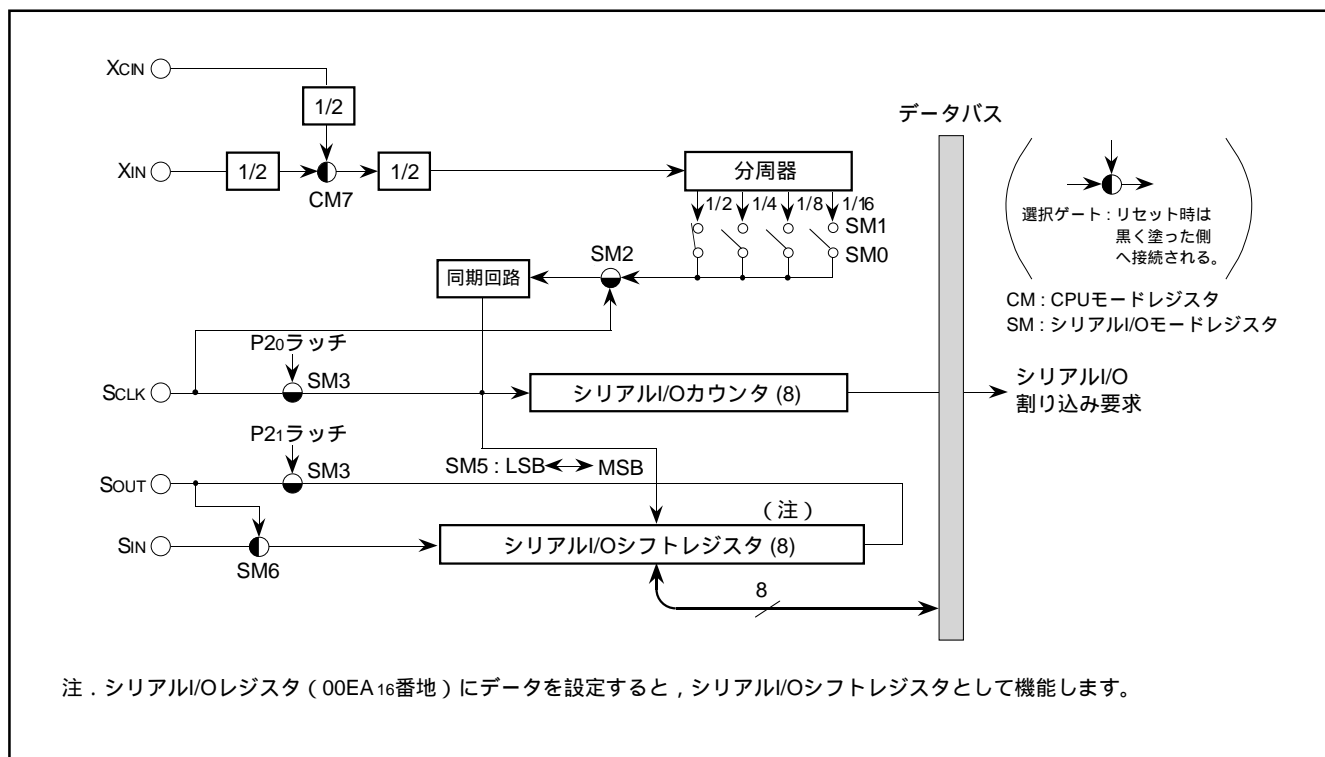 XCIN
1/2
データバス
XIN
1/2
CM7
1/2
分周器
1/2
1/4
1/8
1/16
SM1
SM0
選択ゲート : リセット時は
黒く塗った側
へ接続される。
SM2
同期回路
CM : CPUモードレジスタ
SM : シリアルI/Oモードレジスタ
P20ラッチ
SCLK
SM3
シリアルI/Oカウンタ (8)
シリアルI/O
割り込み要求
P21ラッチ
SM3
SM5 : LSB
MSB
SOUT
(注)
SIN
SM6
シリアルI/Oシフトレジスタ (8)
8
注．シリアルI/Oレジスタ（00EA16番地）にデータを設定すると，シリアルI/Oシフトレジスタとして機能します。